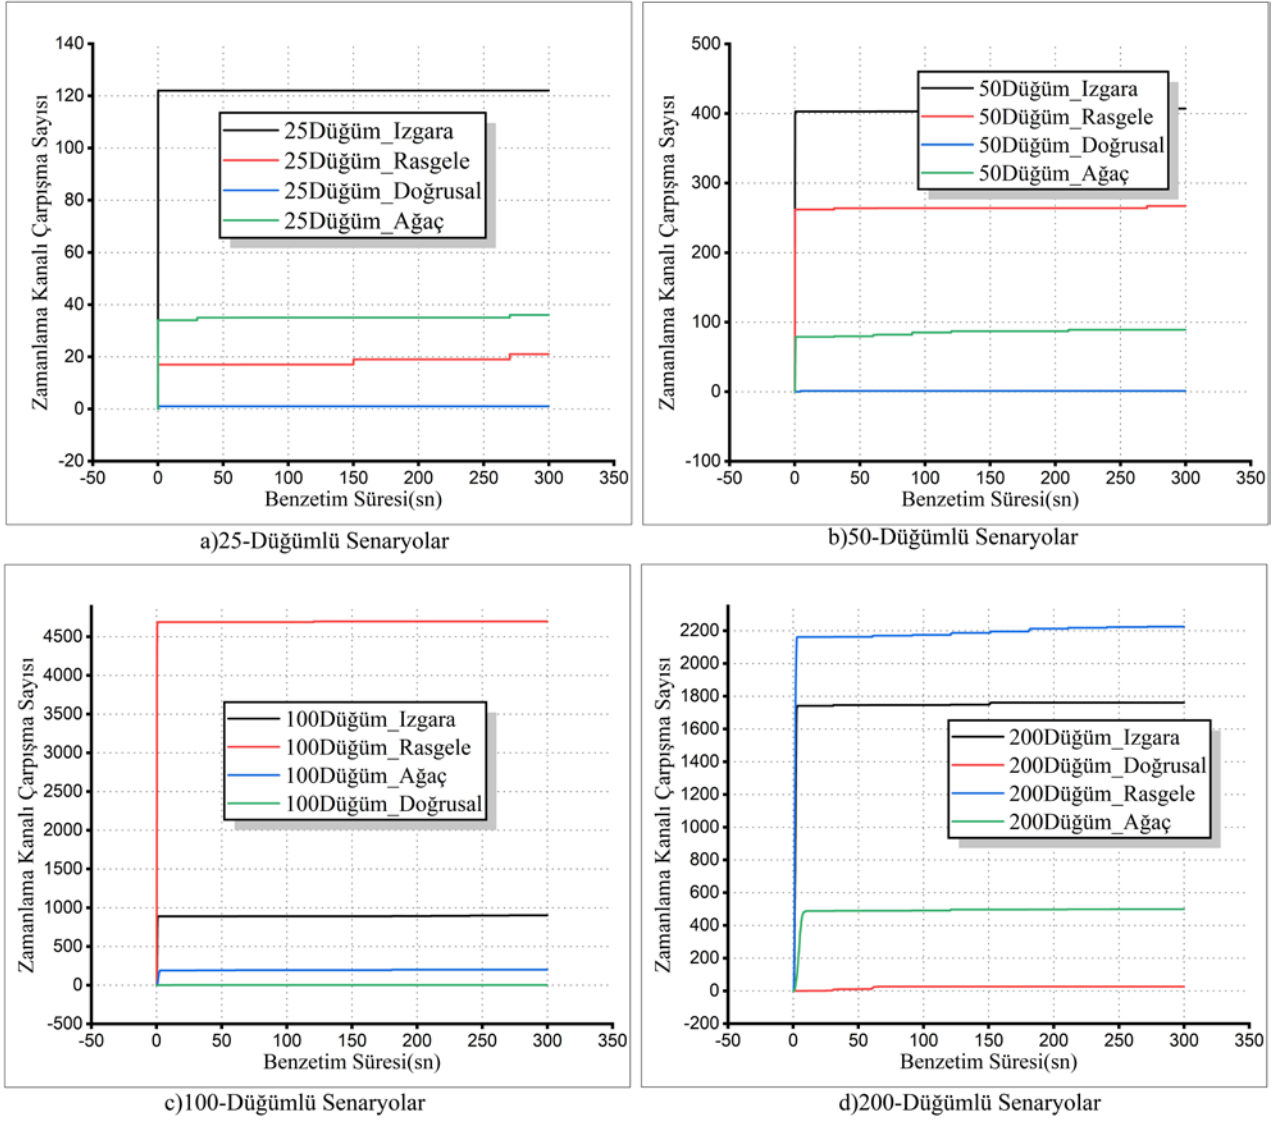 140
120
100
80
60
40
20
0
-20
-50 0 50 100 150 200 250 300 350
Zamanlama Kanalı Çarpışma Sayısı
Benzetim Süresi(sn)
25Düğüm_Izgara
25Düğüm_Rasgele
25Düğüm_Doğrusal
25Düğüm_Ağaç
a)25-Düğümlü Senaryolar
500
400
300
200
100
0
-100
-50 0 50 100 150 200 250 300 350
Zamanlama Kanalı Çarpışma Sayısı
Benzetim Süresi(sn)
50Düğüm_Izgara
50Düğüm_Rasgele
50Düğüm_Doğrusal
50Düğüm_Ağaç
b)50-Düğümlü Senaryolar
4500
4000
3500
3000
2500
2000
1500
1000
500
0
-500
-50 0 50 100 150 200 250 300 350
Zamanlama Kanalı Çarpışma Sayısı
Benzetim Süresi(sn)
100Düğüm_Izgara
100Düğüm_Rasgele
100Düğüm_Ağaç
100Düğüm_Doğrusal
c)100-Düğümlü Senaryolar
2200
2000
1800
1600
1400
1200
1000
800
600
400
200
0
-200
-50 0 50 100 150 200 250 300 350
Zamanlama Kanalı Çarpışma Sayısı
Benzetim Süresi(sn)
200Düğüm_Izgara
200Düğüm_Doğrusal
200Düğüm_Rasgele
200Düğüm_Ağaç
d)200-Düğümlü Senaryolar